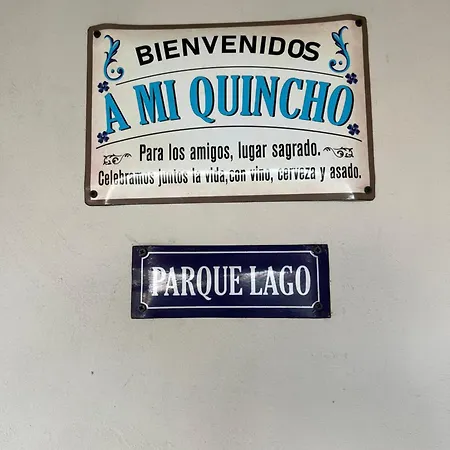 BIENVENIDOS
A MI QUINCHO
Para los amigos, lugar sagrado.
Celebramos juntos la vida, con vino, cerveza y asado.
PARQUE LAGO